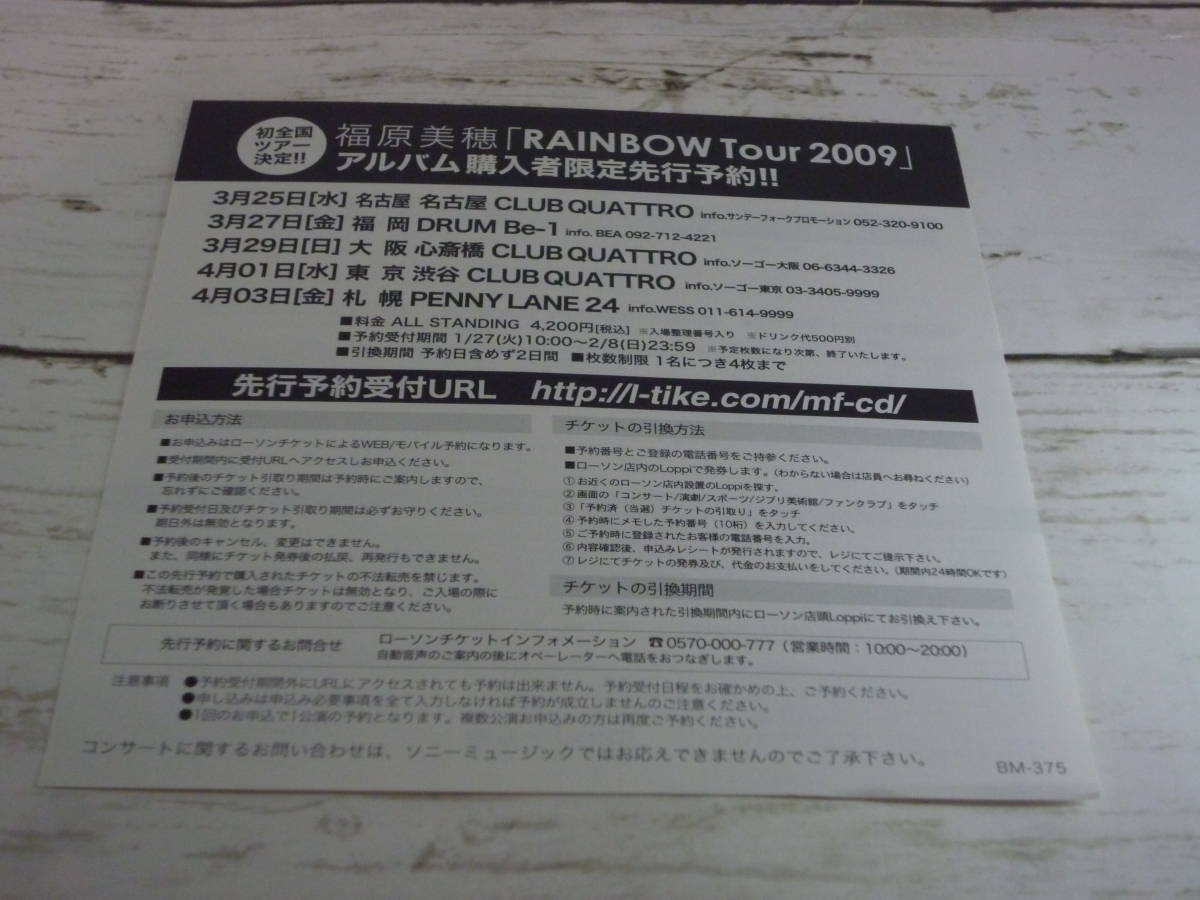 初全国
ツアー
決定!!
福原美穂「RAINBOW Tour 2009」
アルバム購入者限定先行予約!!
3月25日[水] 名古屋 名古屋 CLUB QUATTRO info.サンデーフォークプロモーション 052-320-9100
3月27日[金] 福 岡 DRUM Be-1 info. BEA 092-712-4221
3月29日[日] 大 阪 心斎橋 CLUB QUATTRO info.ソーゴー大阪 06-6344-3326
4月01日[水] 東 京 渋谷 CLUB QUATTRO info.ソーゴー東京 03-3405-9999
4月03日[金] 札 幌 PENNY LANE 24 info.WESS 011-614-9999
■料金 ALL STANDING 4,200円[税込] ※入場整理番号入り ※ドリンク代500円別
■予約受付期間 1/27(火)10:00〜2/8(日)23:59 ※予定枚数になり次第、終了いたします。
■引換期間 予約日含めず2日間 ■枚数制限 1名につき4枚まで
先行予約受付URL http://l-tike.com/mf-cd/
お申込方法
■お申込みはローソンチケットによるWEB/モバイル予約になります。
■受付期間内に受付URLへアクセスしお申込ください。
■予約後のチケット引取り期間は予約時にご案内しますので、
忘れずにご確認ください。
■予約受付日及びチケット引取り期間は必ずお守りください。
期日外は無効となります。
■予約後のキャンセル、変更はできません。
また、同様にチケット発券後の払戻、再発行もできません。
■この先行予約で購入されたチケットの不法転売を禁じます。
不法転売が発覚した場合チケットは無効となり、ご入場の際に
お断りさせて頂く場合もありますのでご注意ください。
チケットの引換方法
■予約番号とご登録の電話番号をご持参ください。
■ローソン店内のLoppiで発券します。(わからない場合は店員へお尋ねください)
①お近くのローソン店内設置のLoppiを探す。
②画面の「コンサート/演劇/スポーツ/ジブリ美術館/ファンクラブ」をタッチ
③「予約済(当選)チケットの引取り」をタッチ
④予約時にメモした予約番号(10桁)を入力してください。
⑤ご予約時に登録されたお客様の電話番号を入力。
⑥内容確認後、申込みレシートが発行されますので、レジにてご提示下さい。
⑦レジにてチケットの発券及び、代金のお支払いをしてください。(期間内24時間OKです)
チケットの引換期間
予約時に案内された引換期間内にローソン店頭Loppiにてお引換え下さい。
先行予約に関するお問合せ ローソンチケットインフォメーション ☎0570-000-777(営業時間:10:00〜20:00)
自動音声のご案内の後にオペレーターへ電話をおつなぎします。
注意事項 ●予約受付期間外にURLにアクセスされても予約は出来ません。予約受付日程をお確かめの上、ご予約ください。
●申し込みは申込み必要事項を全て入力しなければ予約が成立しませんのご注意ください。
●1回のお申込で1公演の予約となります。複数公演お申込みの方は再度ご予約ください。
コンサートに関するお問い合わせは、ソニーミュージックではお応えできませんのでご了承下さい。
BM-375